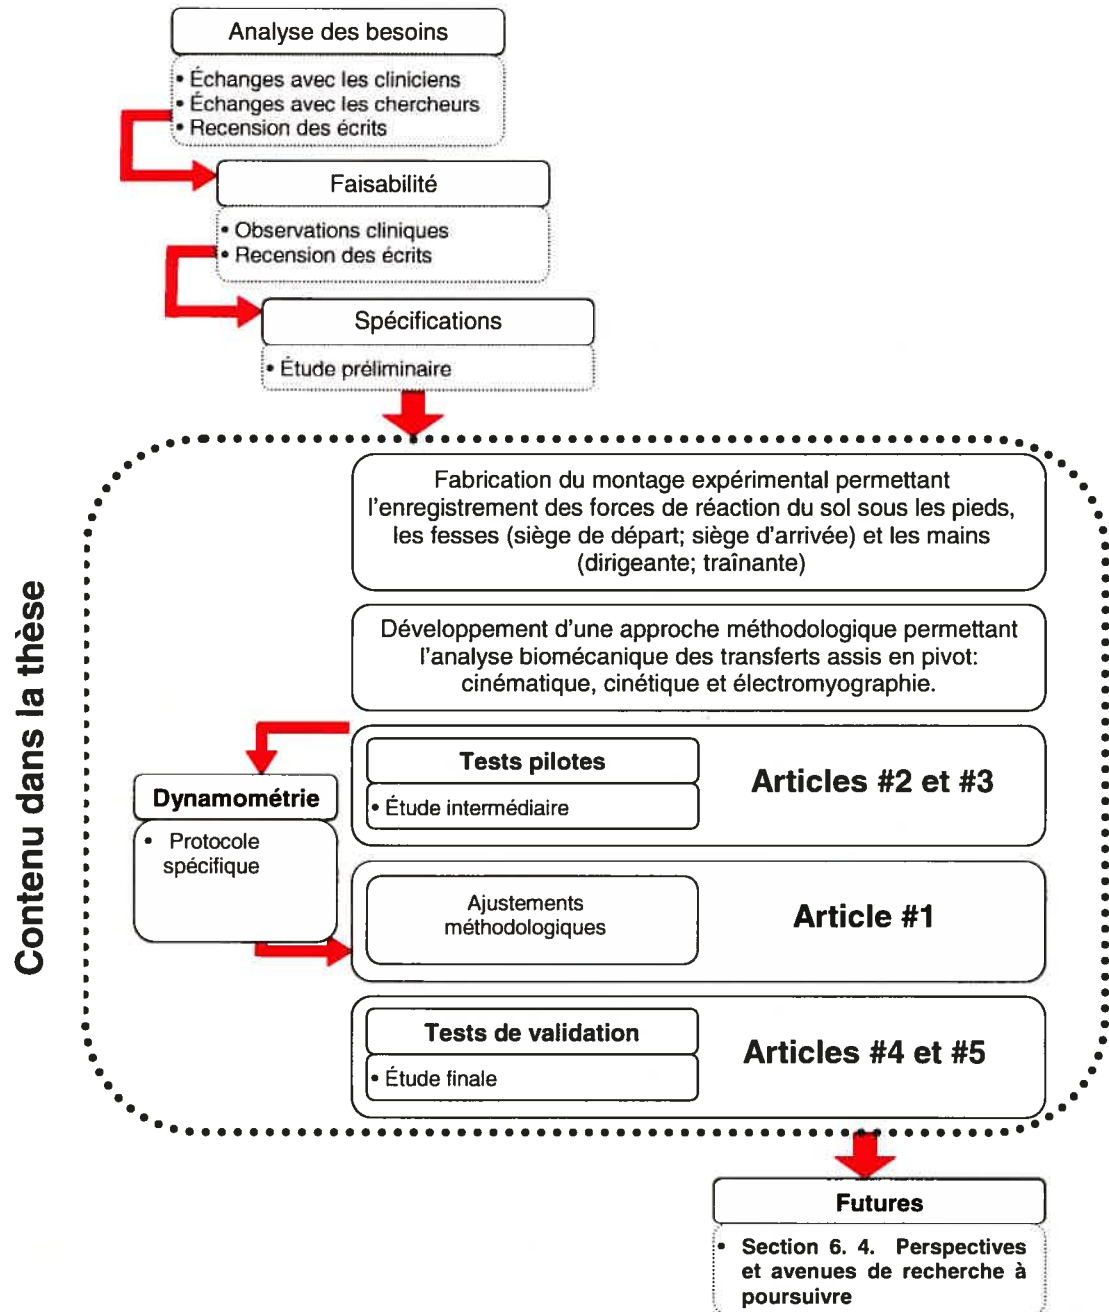 Analyse des besoins
• Échanges avec les cliniciens
• Échanges avec les chercheurs
• Recension des écrits
Faisabilité
• Observations cliniques
• Recension des écrits
Spécifications
• Étude préliminaire
Contenu dans la thèse
Fabrication du montage expérimental permettant
l'enregistrement des forces de réaction du sol sous les pieds,
les fesses (siège de départ; siège d'arrivée) et les mains
(dirigeante; traînante)
Développement d'une approche méthodologique permettant
l'analyse biomécanique des transferts assis en pivot:
cinématique, cinétique et électromyographie.
Tests pilotes
• Étude intermédiaire
Articles #2 et #3
Dynamométrie
• Protocole
spécifique
Ajustements
méthodologiques
Article #1
Tests de validation
• Étude finale
Articles #4 et #5
Futures
• Section 6. 4. Perspectives
et avenues de recherche à
poursuivre